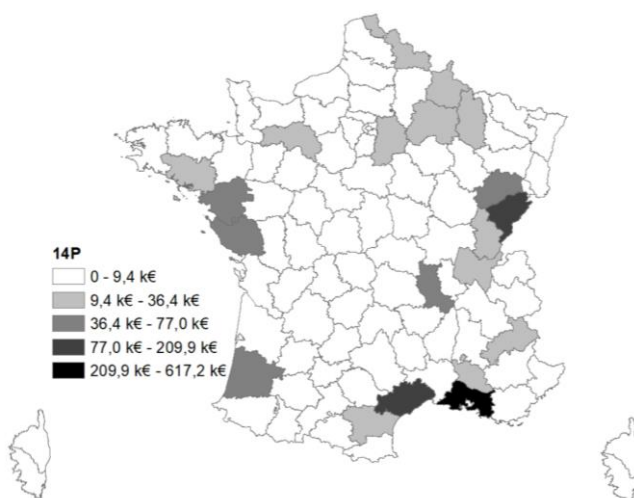 14P
0 - 9,4 k€
9,4 k€ - 36,4 k€
36,4 k€ - 77,0 k€
77,0 k€ - 209,9 k€
209,9 k€ - 617,2 k€